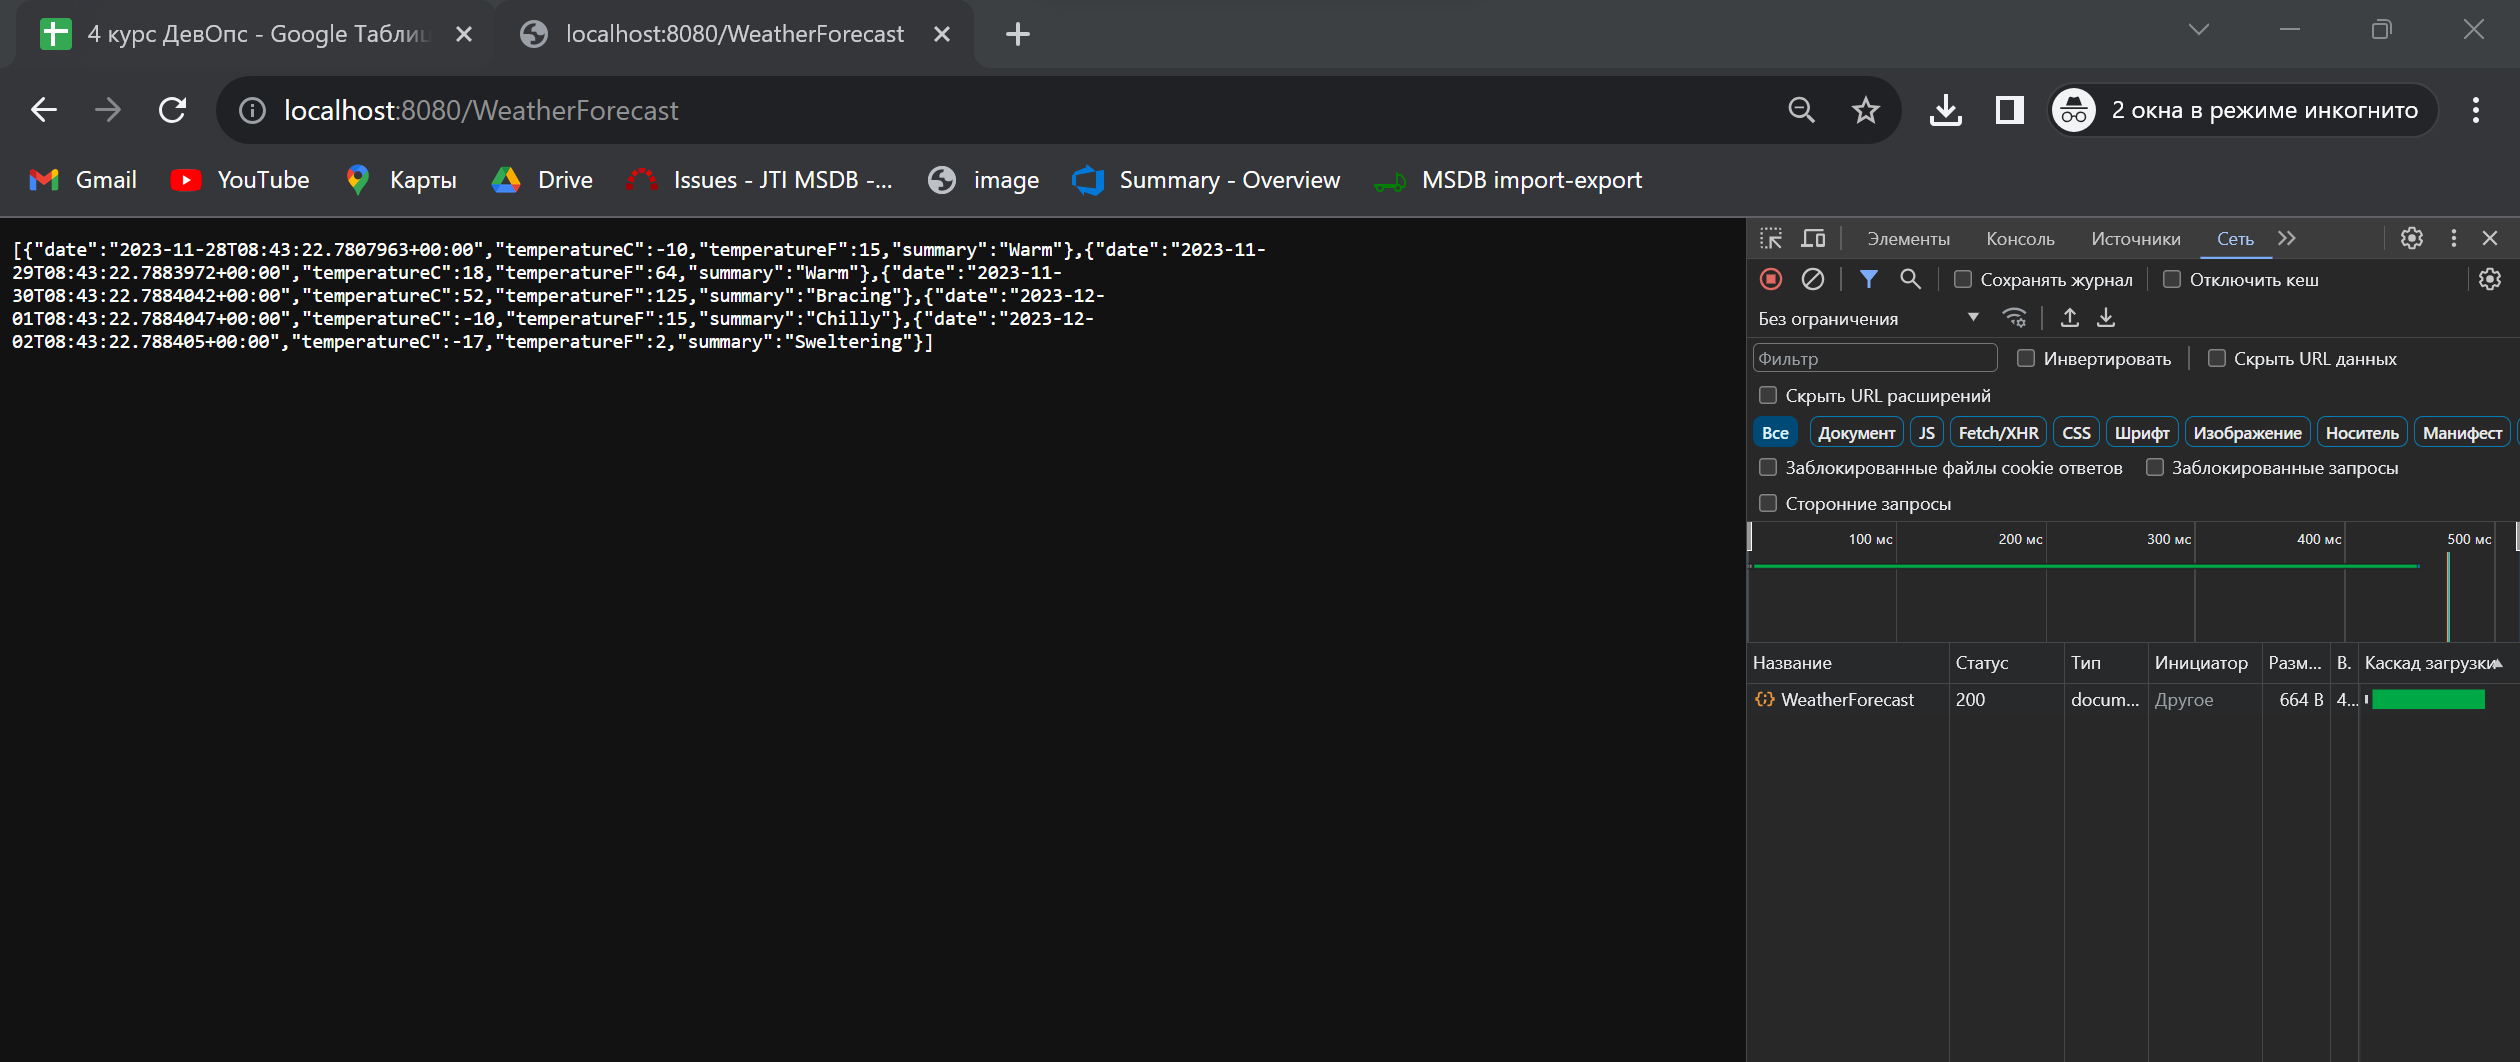 4 курс ДевОпс - Google Таблиц
localhost:8080/WeatherForecast
localhost:8080/WeatherForecast
2 окна в режиме инкогнито
Gmail
YouTube
Карты
Drive
Issues - JTI MSDB -...
image
Summary - Overview
MSDB import-export
[{"date":"2023-11-28T08:43:22.7807963+00:00","temperatureC":-10,"temperatureF":15,"summary":"Warm"},{"date":"2023-11-
29T08:43:22.7883972+00:00","temperatureC":18,"temperatureF":64,"summary":"Warm"},{"date":"2023-11-
30T08:43:22.7884042+00:00","temperatureC":52,"temperatureF":125,"summary":"Bracing"},{"date":"2023-12-
01T08:43:22.7884047+00:00","temperatureC":-10,"temperatureF":15,"summary":"Chilly"},{"date":"2023-12-
02T08:43:22.788405+00:00","temperatureC":-17,"temperatureF":2,"summary":"Sweltering"}]
Элементы Консоль Источники Сеть
Сохранять журнал Отключить кеш
Без ограничения
Фильтр Инвертировать Скрыть URL данных
Скрыть URL расширений
Все Документ JS Fetch/XHR CSS Шрифт Изображение Носитель Манифест
Заблокированные файлы cookie ответов Заблокированные запросы
Сторонние запросы
100 мс 200 мс 300 мс 400 мс 500 мс
Название Статус Тип Инициатор Разм... В. Каскад загрузки
WeatherForecast 200 docum... Другое 664 B 4...